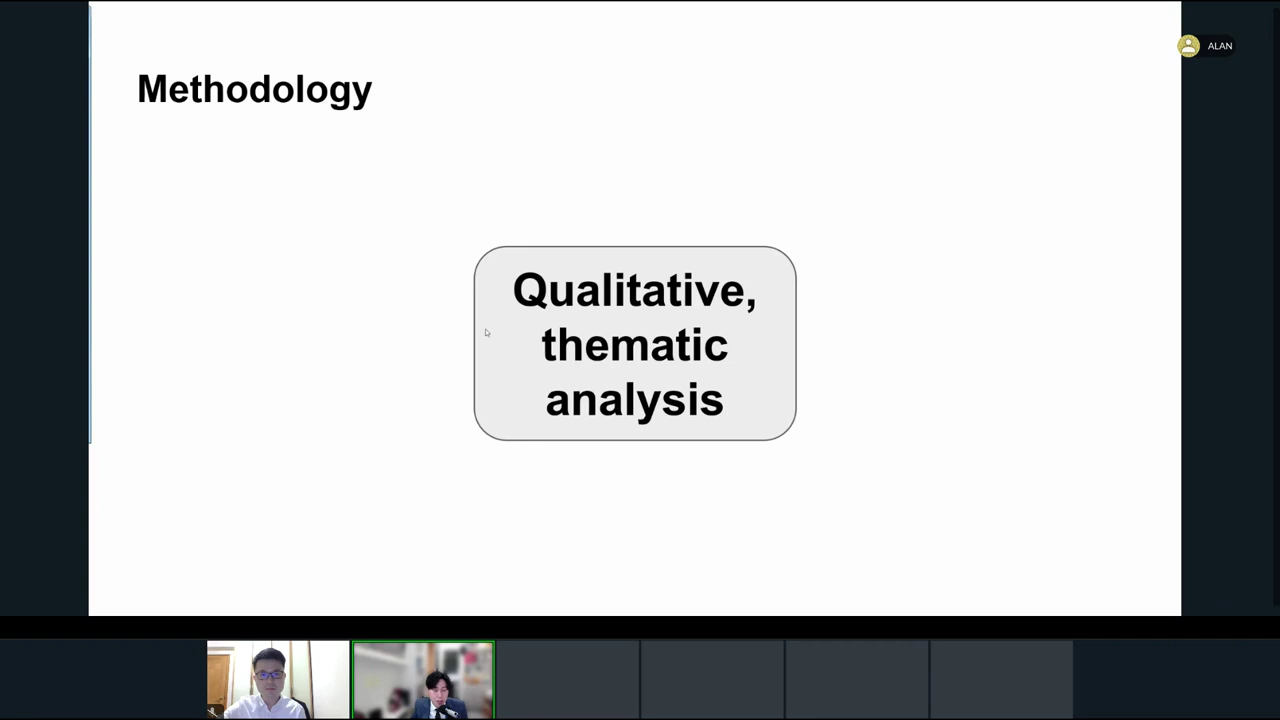 ALAN
Methodology
Qualitative,
thematic
analysis